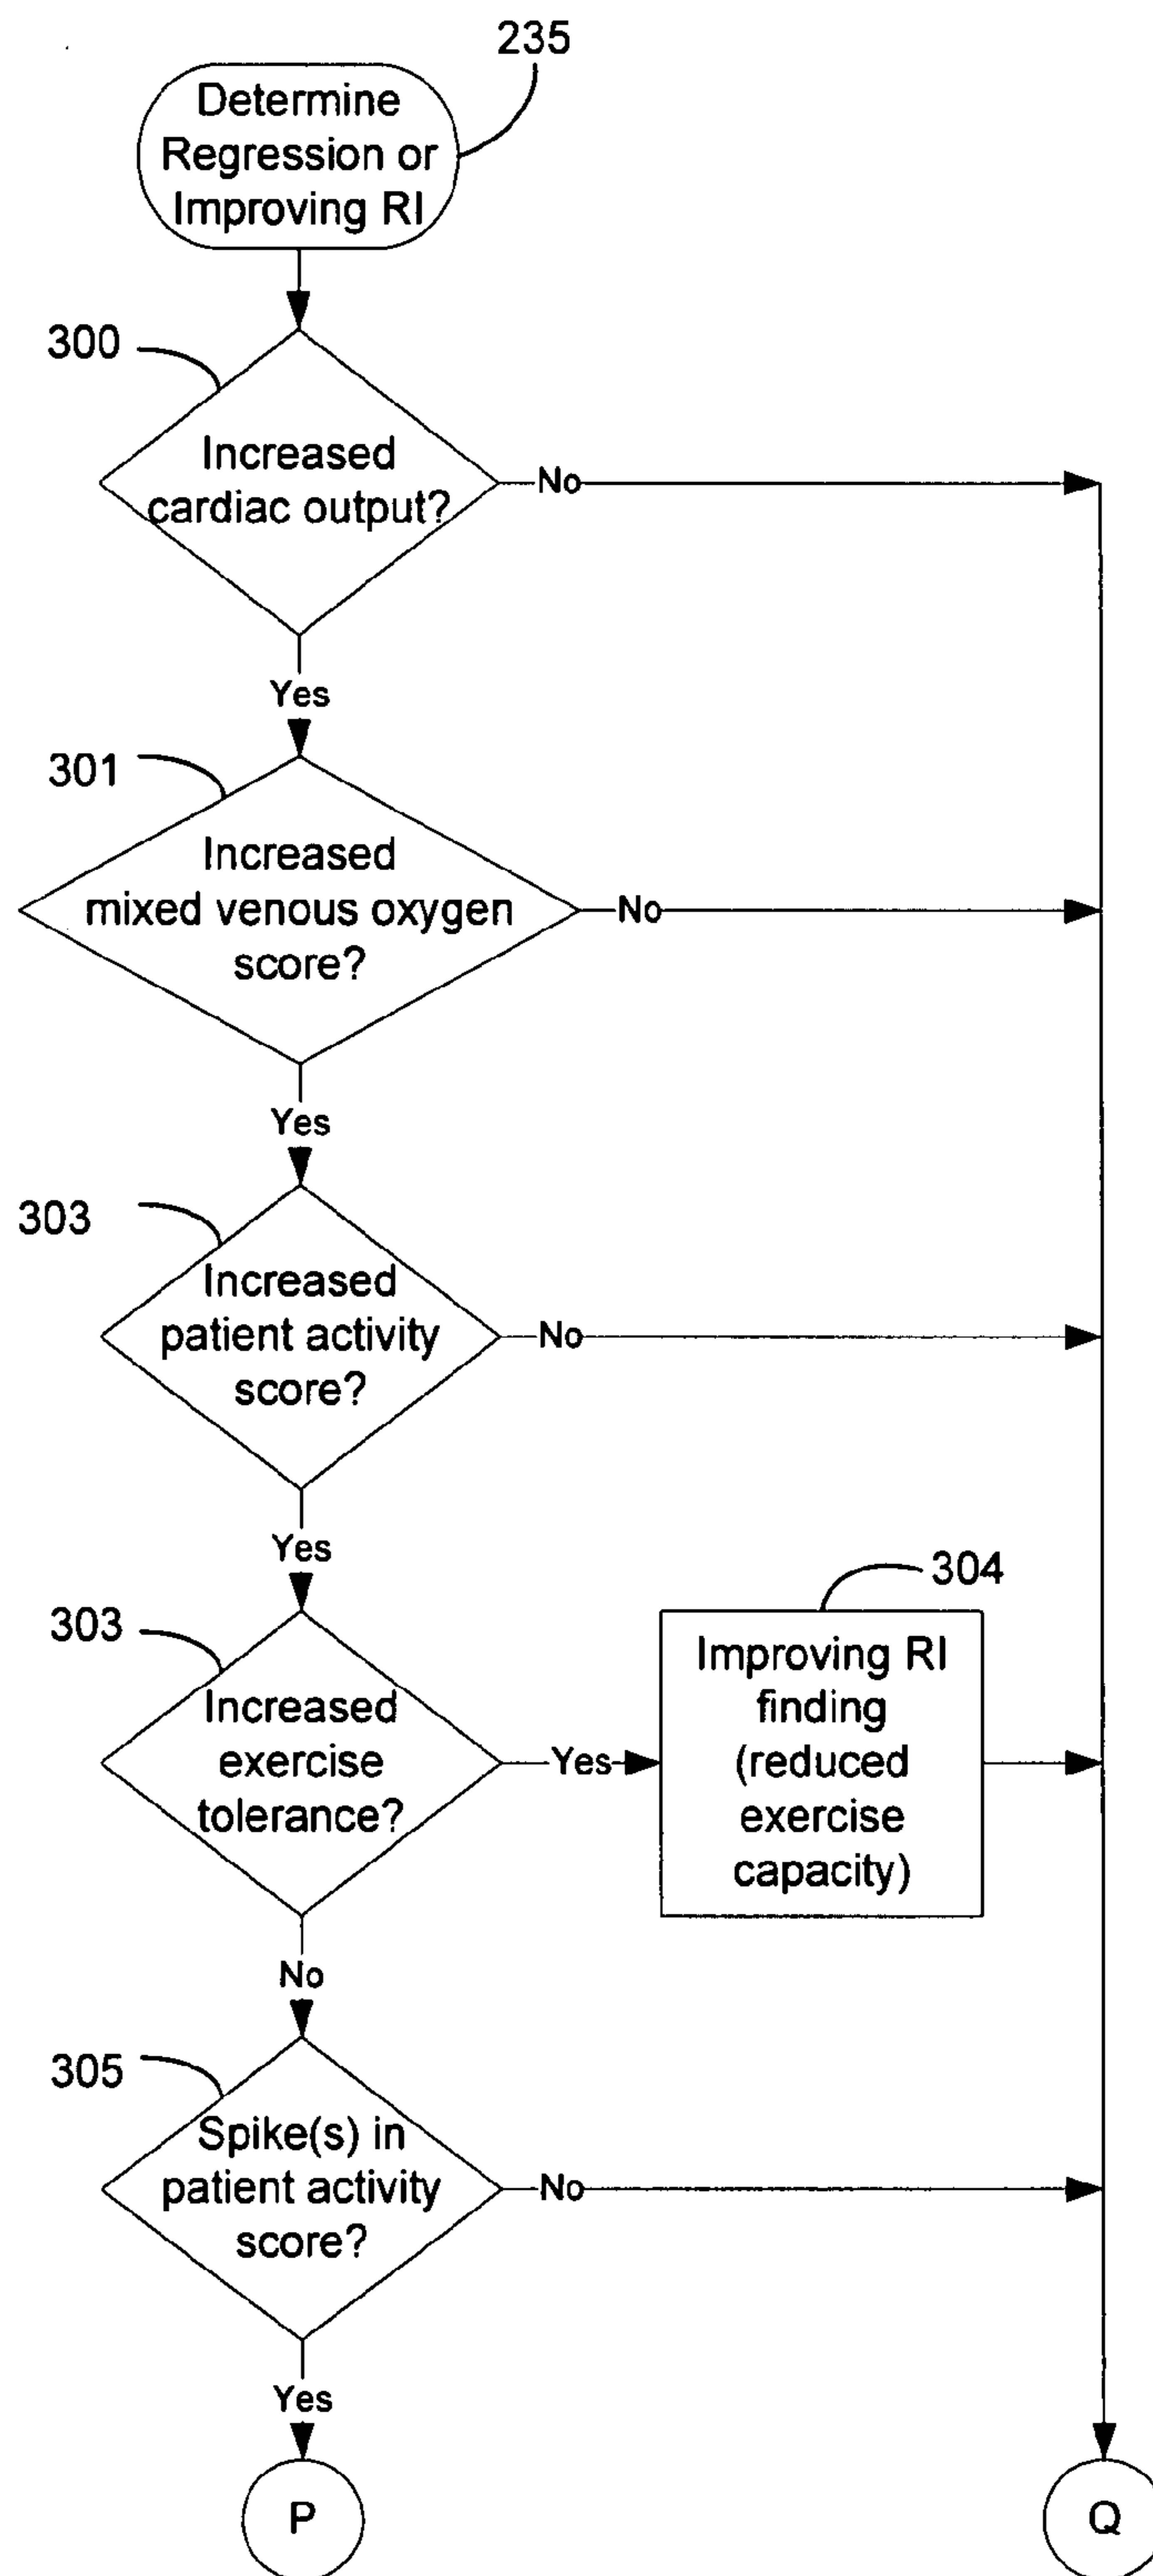 235
Determine
Regression or
Improving RI
300
Increased
cardiac output?
No
Yes
301
Increased
mixed venous oxygen
score?
No
Yes
303
Increased
patient activity
score?
No
Yes
303
Increased
exercise
tolerance?
Yes
304
Improving RI
finding
(reduced
exercise
capacity)
No
305
Spike(s) in
patient activity
score?
No
Yes
P
Q